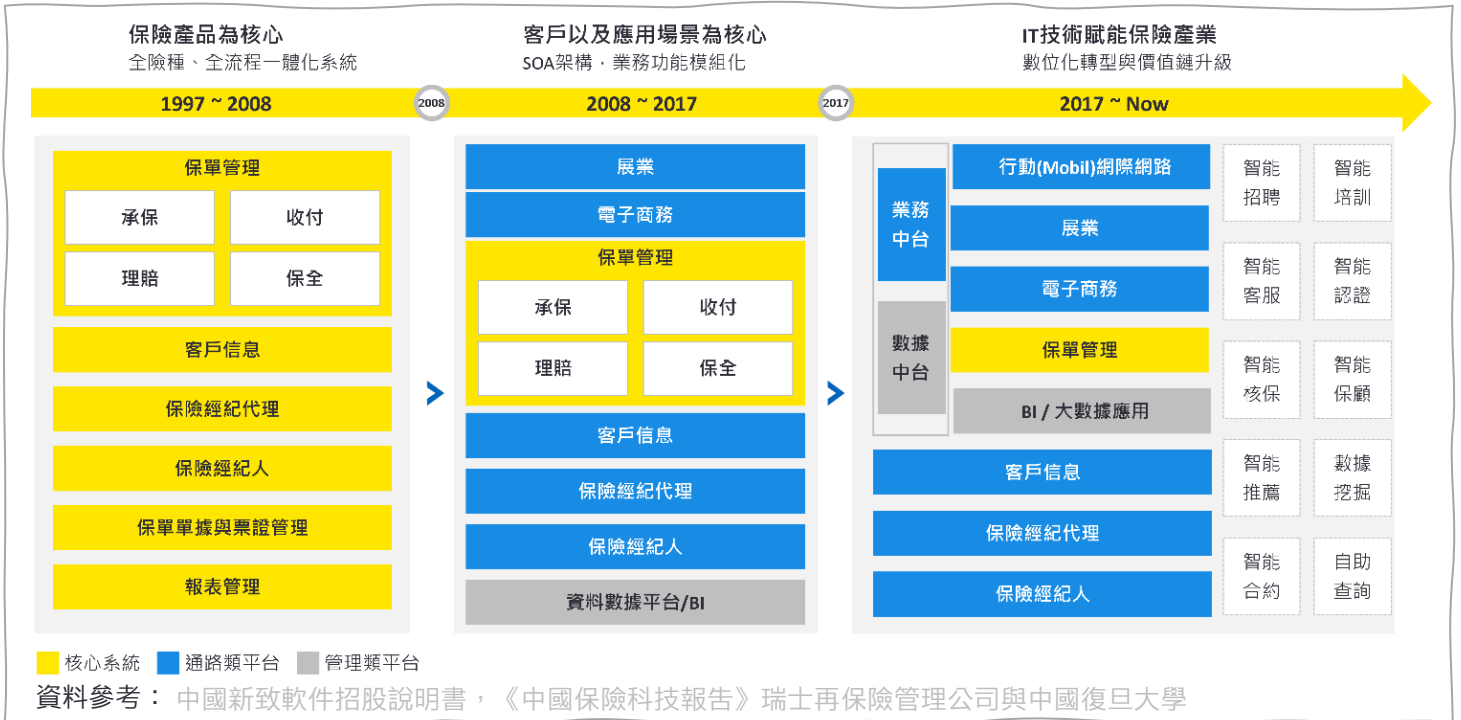 保險產品為核心
全險種、全流程一體化系統
客戶以及應用場景為核心
SOA架構，業務功能模組化
IT技術賦能保險產業
數位化轉型與價值鏈升級
1997 ~ 2008
2008
2008 ~ 2017
2017
2017 ~ Now
保單管理
承保
收付
理賠
保全
客戶信息
保險經紀代理
保險經紀人
保單單據與票證管理
報表管理
展業
電子商務
保單管理
承保
收付
理賠
保全
客戶信息
保險經紀代理
保險經紀人
資料數據平台/BI
業務
中台
數據
中台
行動(Mobil)網際網路
展業
電子商務
保單管理
BI / 大數據應用
客戶信息
保險經紀代理
保險經紀人
智能
招聘
智能
培訓
智能
客服
智能
認證
智能
核保
智能
保顧
智能
推薦
數據
挖掘
智能
合約
自助
查詢
核心系統 通路類平台 管理類平台
資料參考： 中國新致軟件招股說明書，《中國保險科技報告》瑞士再保險管理公司與中國復旦大學